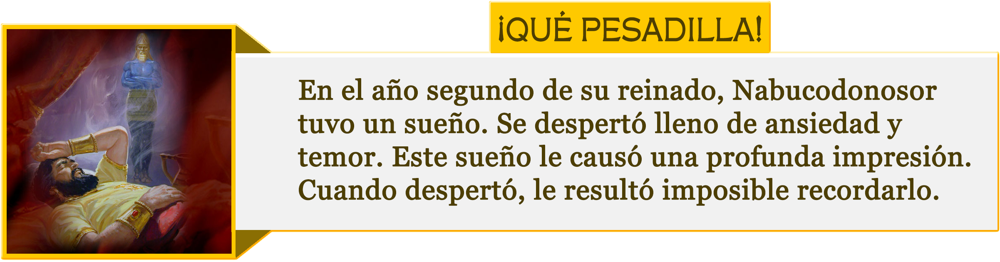 ¡QUÉ PESADILLA!
En el año segundo de su reinado, Nabucodonosor
tuvo un sueño. Se despertó lleno de ansiedad y
temor. Este sueño le causó una profunda impresión.
Cuando despertó, le resultó imposible recordarlo.